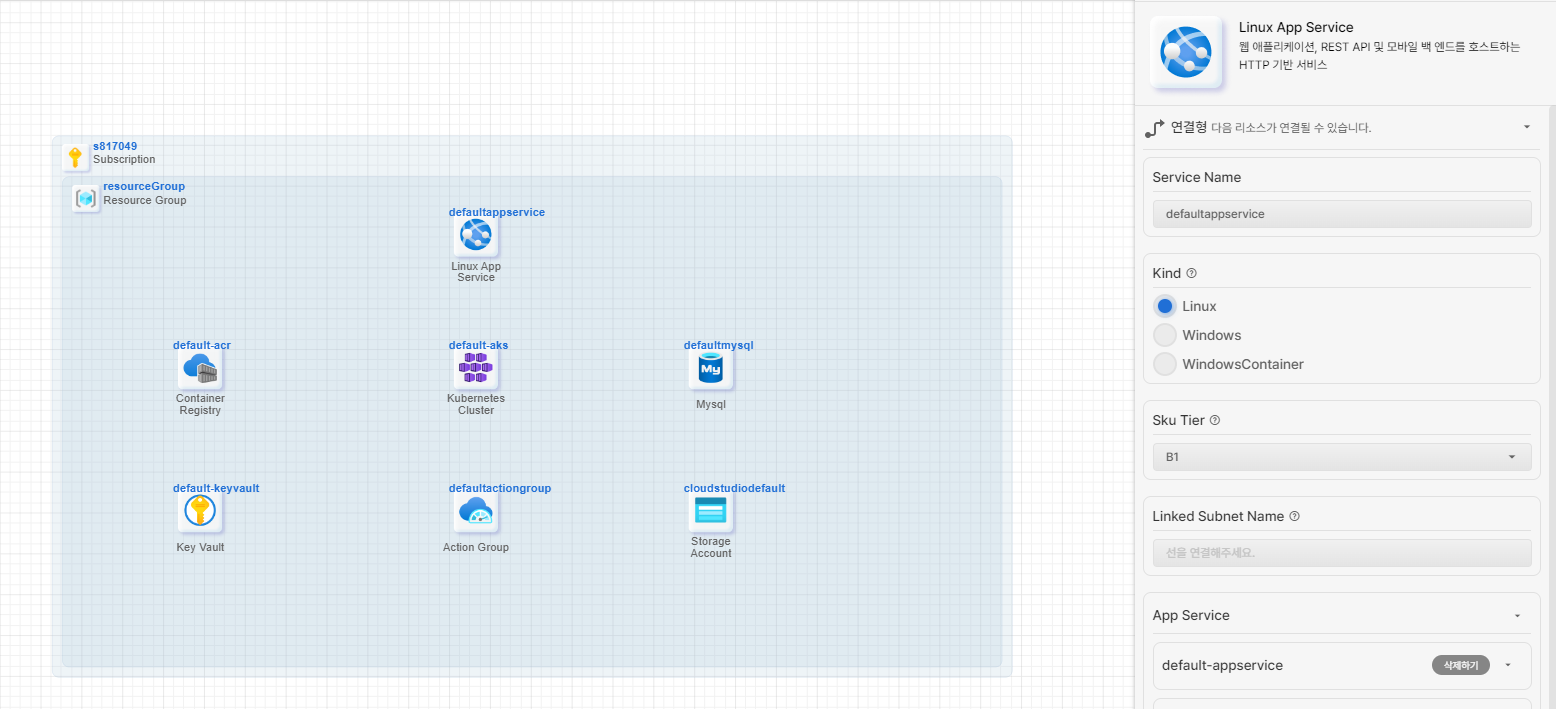 s817049
Subscription
resourceGroup
Resource Group
defaultappservice
Linux App
Service
default-acr
Container
Registry
default-aks
Kubernetes
Cluster
defaultmysql
My
Mysql
default-keyvault
Key Vault
defaultactiongroup
Action Group
cloudstudiodefault
Storage
Account
Linux App Service
웹 애플리케이션, REST API 및 모바일 백 엔드를 호스트하는
HTTP 기반 서비스
연결형 다음 리소스가 연결될 수 있습니다.
Service Name
defaultappservice
Kind ?
Linux
Windows
WindowsContainer
Sku Tier ?
B1
Linked Subnet Name ?
선을 연결해주세요.
App Service
default-appservice
삭제하기